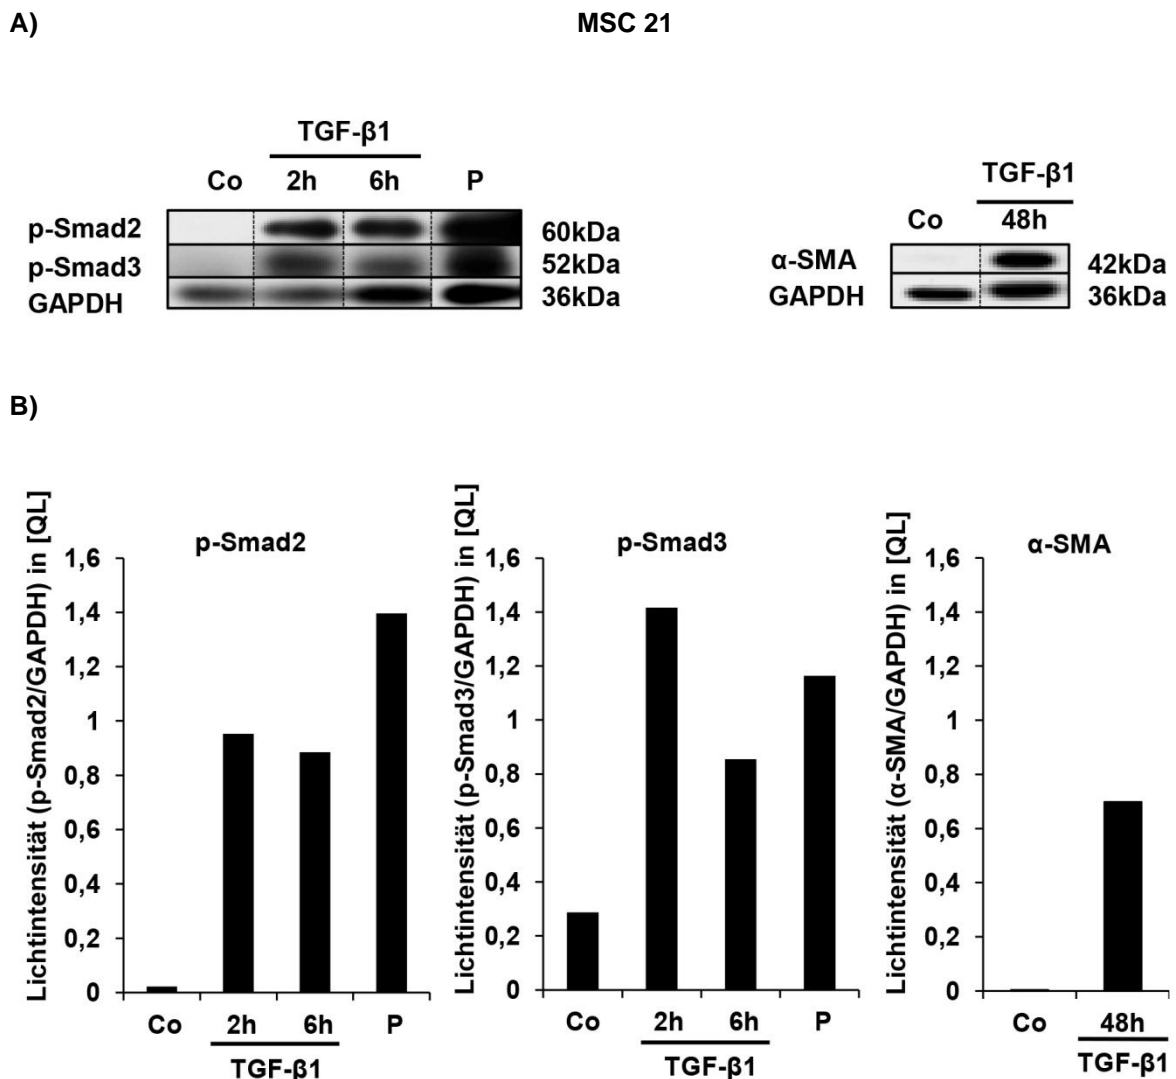 A)
MSC 21
TGF-β1
Co 2h 6h P
p-Smad2 60kDa
p-Smad3 52kDa
GAPDH 36kDa
TGF-β1
Co 48h
α-SMA 42kDa
GAPDH 36kDa
B)
Lichtintensität (p-Smad2/GAPDH) in [QL]
p-Smad2
1,6
1,4
1,2
1
0,8
0,6
0,4
0,2
0
Co 2h 6h P
TGF-β1
Lichtintensität (p-Smad3/GAPDH) in [QL]
p-Smad3
1,6
1,4
1,2
1
0,8
0,6
0,4
0,2
0
Co 2h 6h P
TGF-β1
Lichtintensität (α-SMA/GAPDH) in [QL]
α-SMA
1,6
1,4
1,2
1
0,8
0,6
0,4
0,2
0
Co 48h
TGF-β1